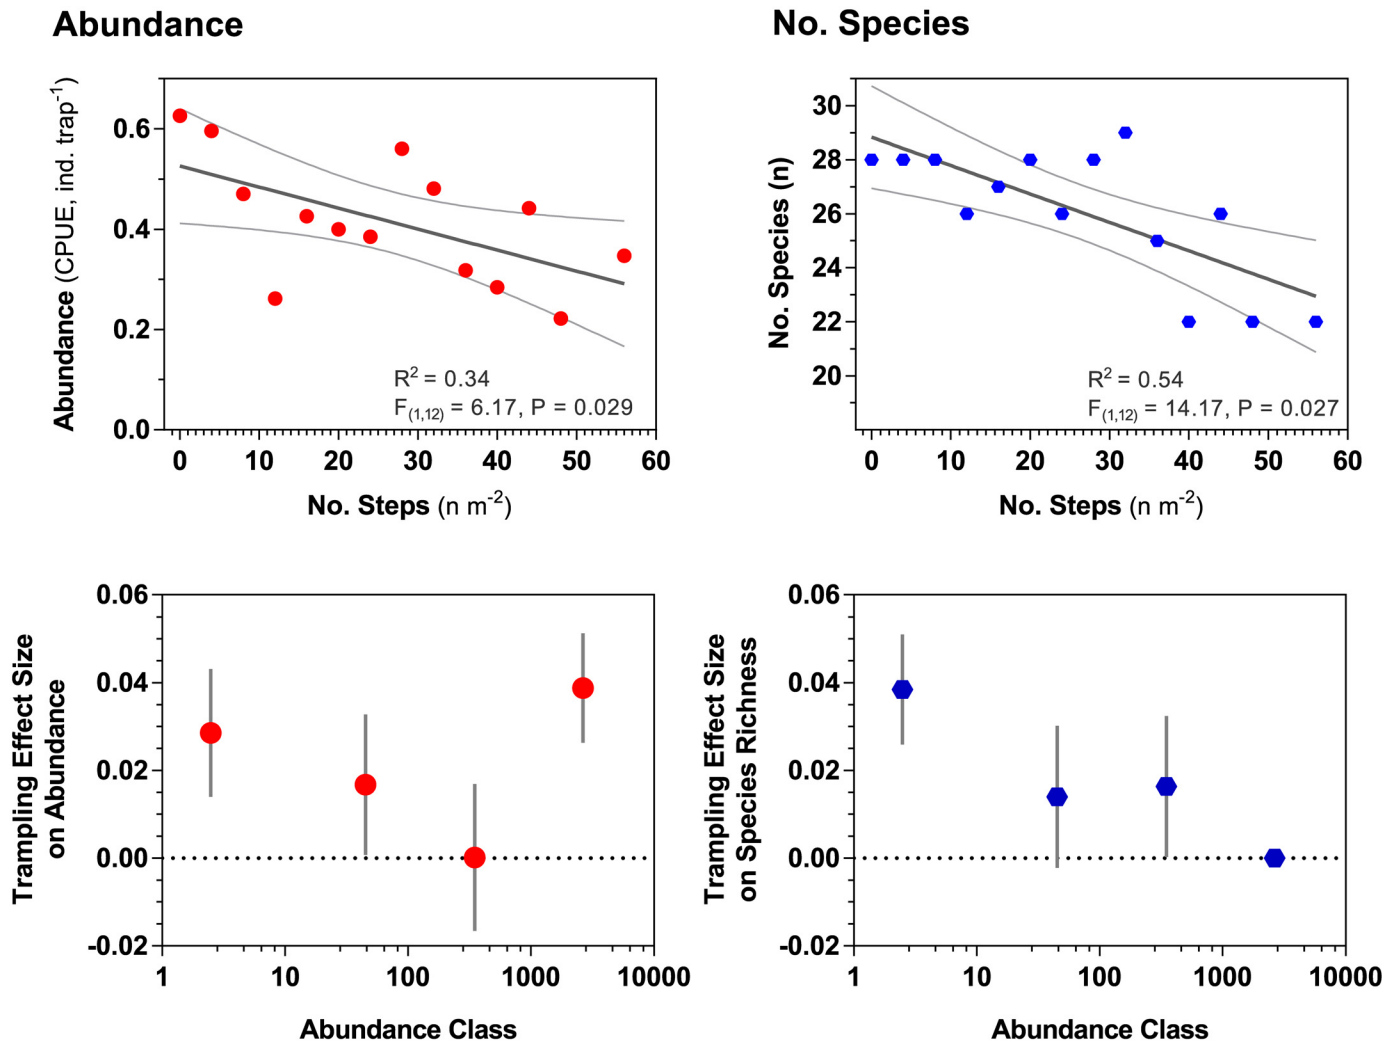 Abundance
No. Species
Abundance (CPUE, ind. trap⁻¹)
0.6
0.4
0.2
0.0
R² = 0.34
F₍₁,₁₂₎ = 6.17, P = 0.029
0 10 20 30 40 50 60
No. Steps (n m⁻²)
No. Species (n)
30
28
26
24
22
20
R² = 0.54
F₍₁,₁₂₎ = 14.17, P = 0.027
0 10 20 30 40 50 60
No. Steps (n m⁻²)
Trampling Effect Size
on Abundance
0.06
0.04
0.02
0.00
-0.02
1 10 100 1000 10000
Abundance Class
Trampling Effect Size
on Species Richness
0.06
0.04
0.02
0.00
-0.02
1 10 100 1000 10000
Abundance Class